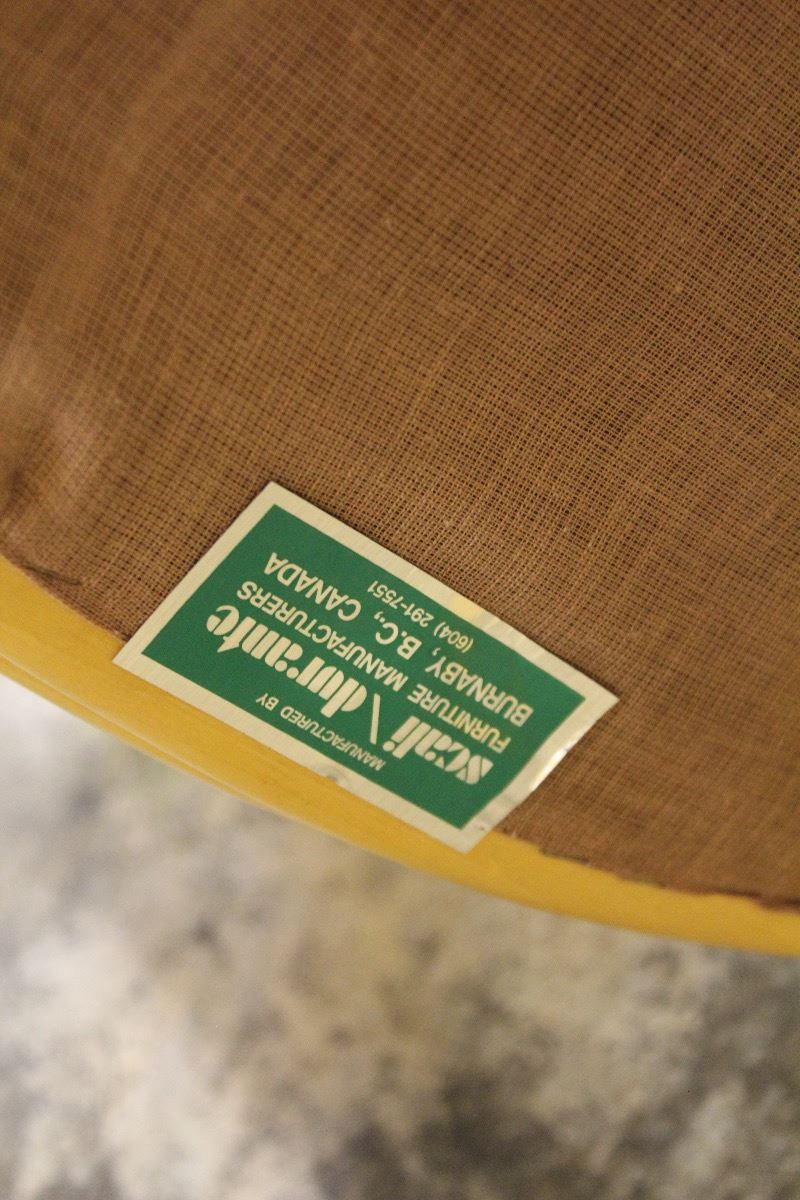 MANUFACTURED BY
scali\durante
FURNITURE MANUFACTURERS
BURNABY, B.C., CANADA
(604) 291-7551